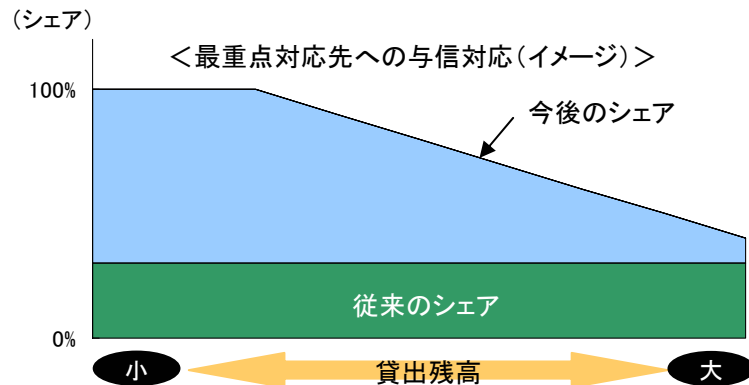 （シェア）
＜最重点対応先への与信対応（イメージ）＞
100%
今後のシェア
従来のシェア
0%
小
貸出残高
大